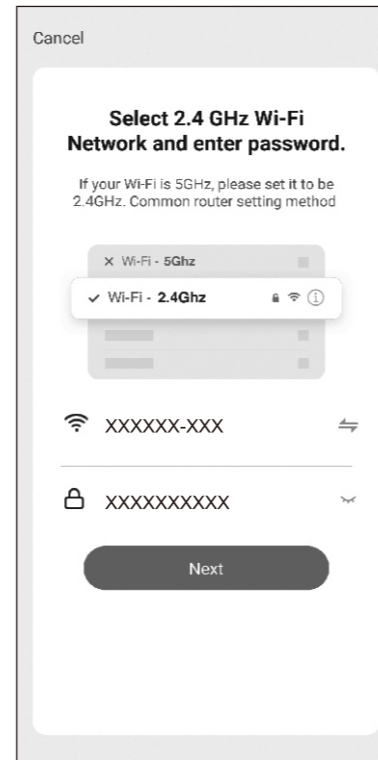 Cancel
Select 2.4 GHz Wi-Fi
Network and enter password.
If your Wi-Fi is 5GHz, please set it to be
2.4GHz. Common router setting method
× Wi-Fi - 5Ghz
✓ Wi-Fi - 2.4Ghz
XXXXXX-XXX
XXXXXXXXXX
Next